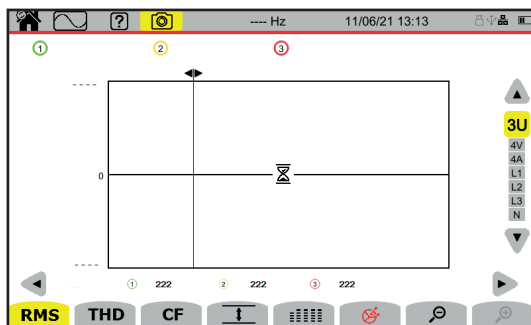 ? ---- Hz 11/06/21 13:13
1 2 3
----
3U
4V
4A
L1
L2
L3
N
0
----
1 222 2 222 3 222
RMS THD CF